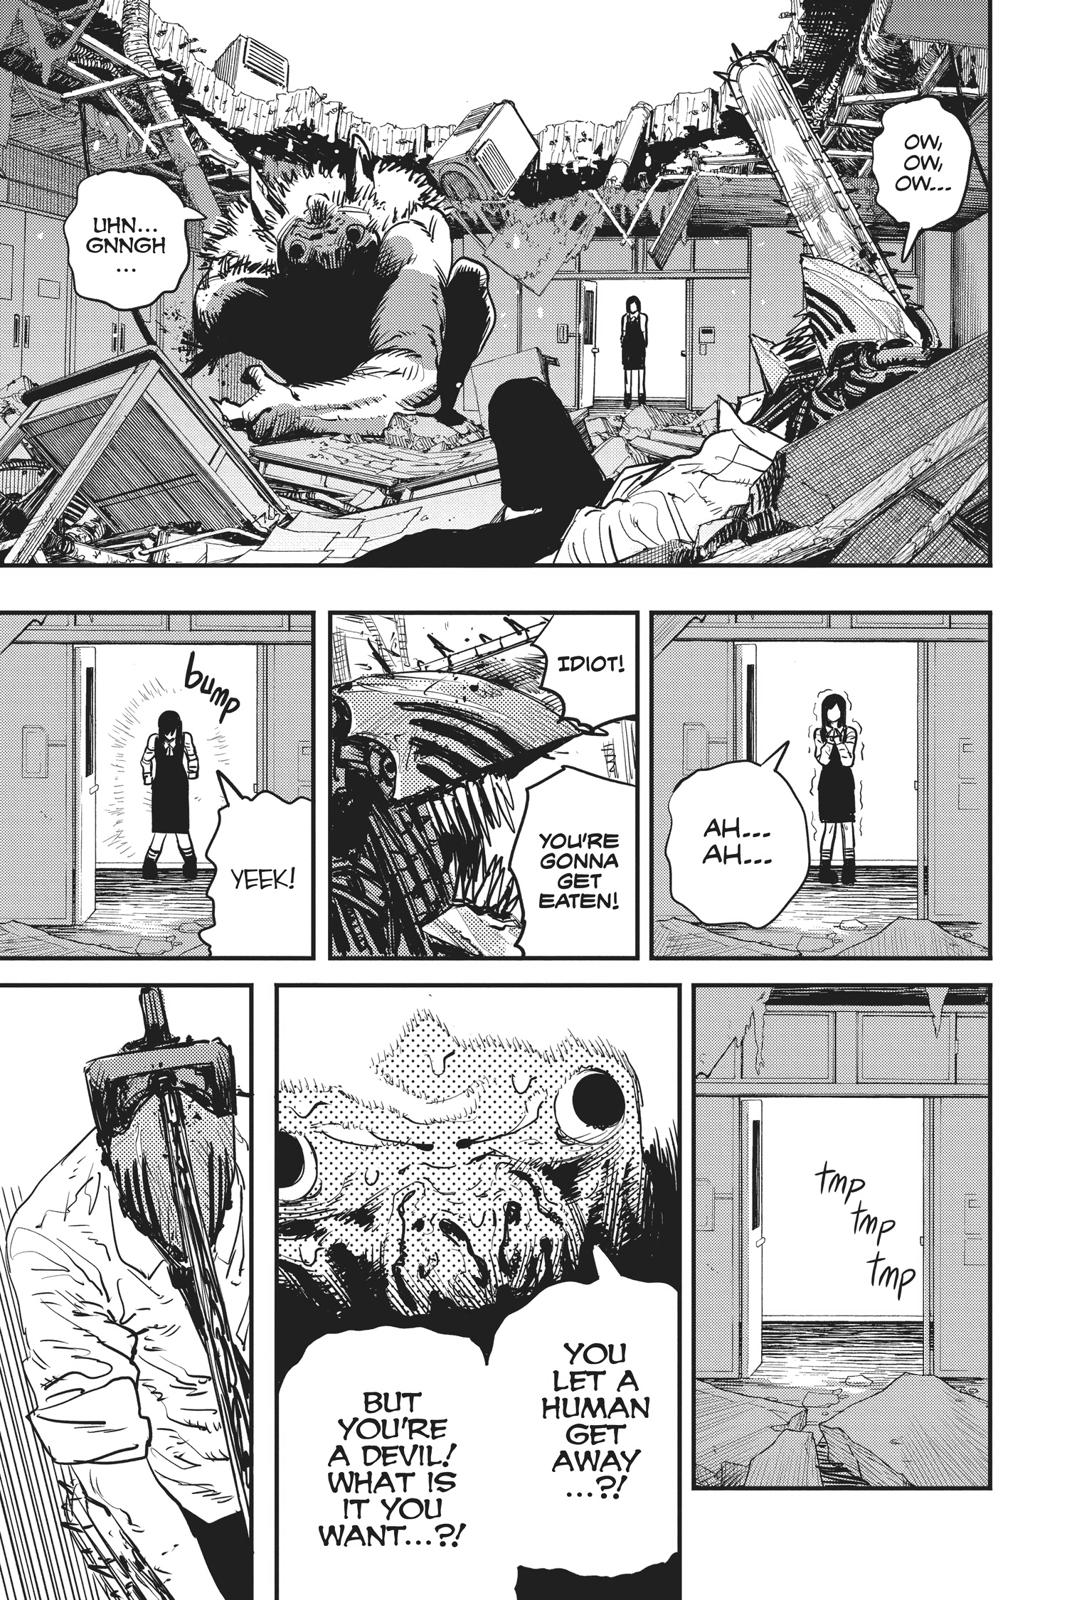 OW,
OW,
OW...
UHN...
GNNGH
...
AH...
AH...
IDIOT!
YOU'RE
GONNA
GET
EATEN!
bump
YEEK!
tmp
tmp
tmp
YOU
LET A
HUMAN
GET
AWAY
...?!
BUT
YOU'RE
A DEVIL!
WHAT IS
IT YOU
WANT...?!